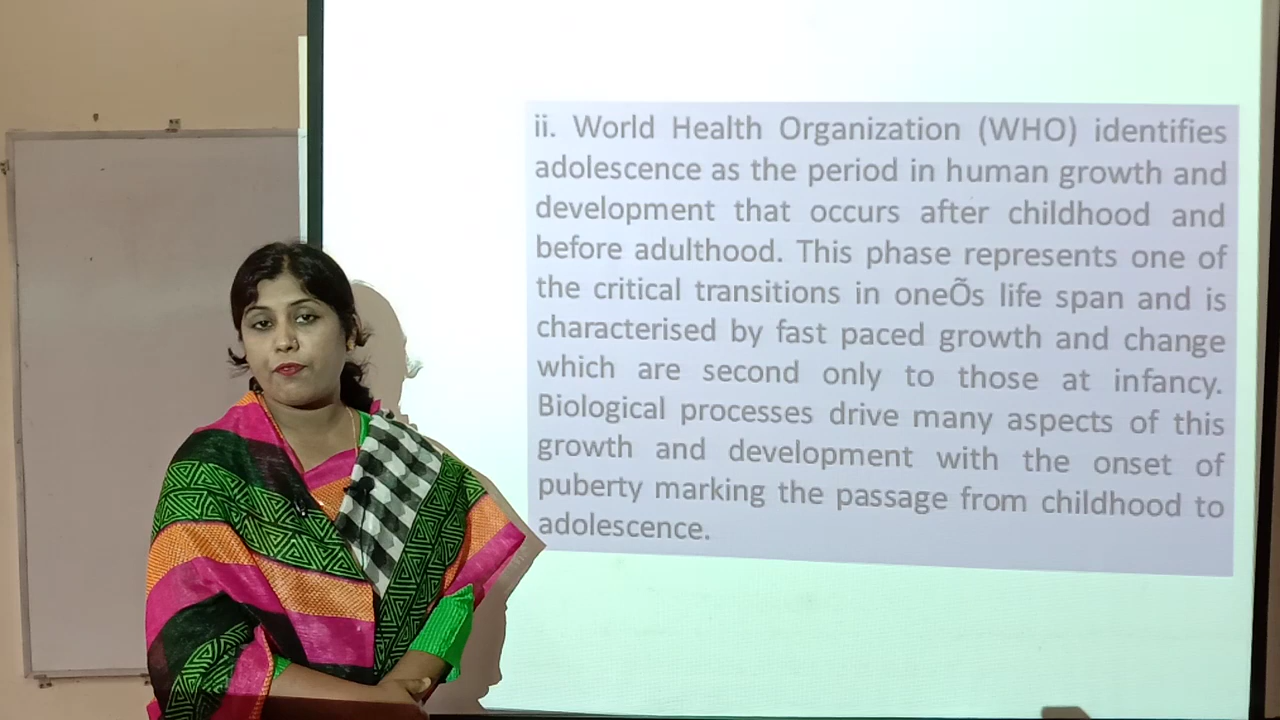 ii. World Health Organization (WHO) identifies
adolescence as the period in human growth and
development that occurs after childhood and
before adulthood. This phase represents one of
the critical transitions in oneÕs life span and is
characterised by fast paced growth and change
which are second only to those at infancy.
Biological processes drive many aspects of this
growth and development with the onset of
puberty marking the passage from childhood to
adolescence.